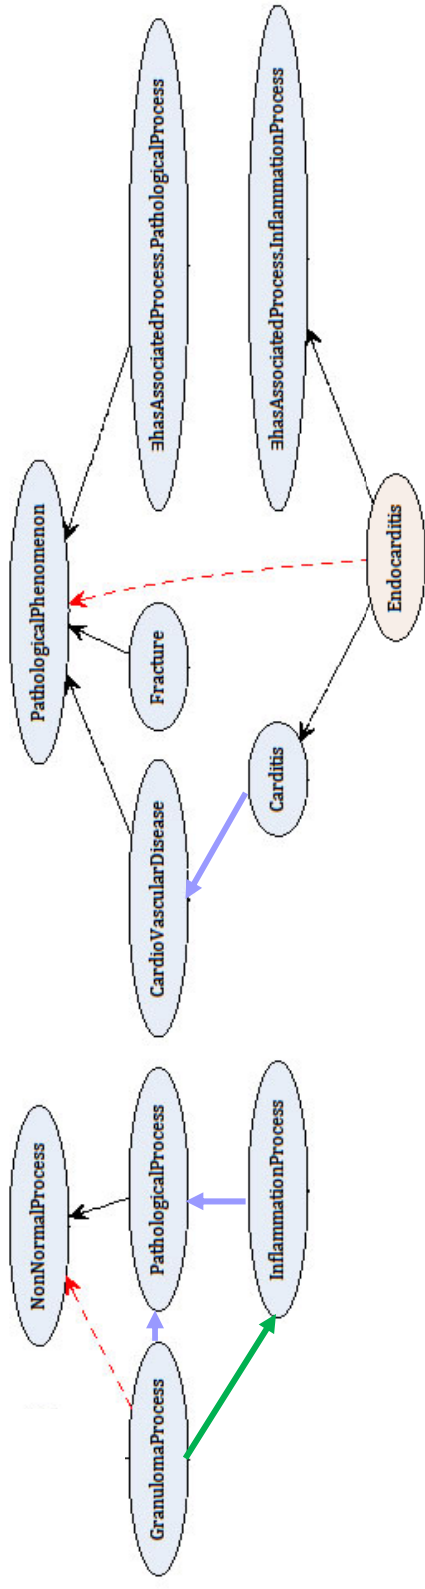 NonNormalProcess
PathologicalPhenomenon
GranulomaProcess
PathologicalProcess
CardioVascularDisease
Fracture
∃hasAssociatedProcess.PathologicalProcess
InflammationProcess
Carditis
∃hasAssociatedProcess.InflammationProcess
Endocarditis